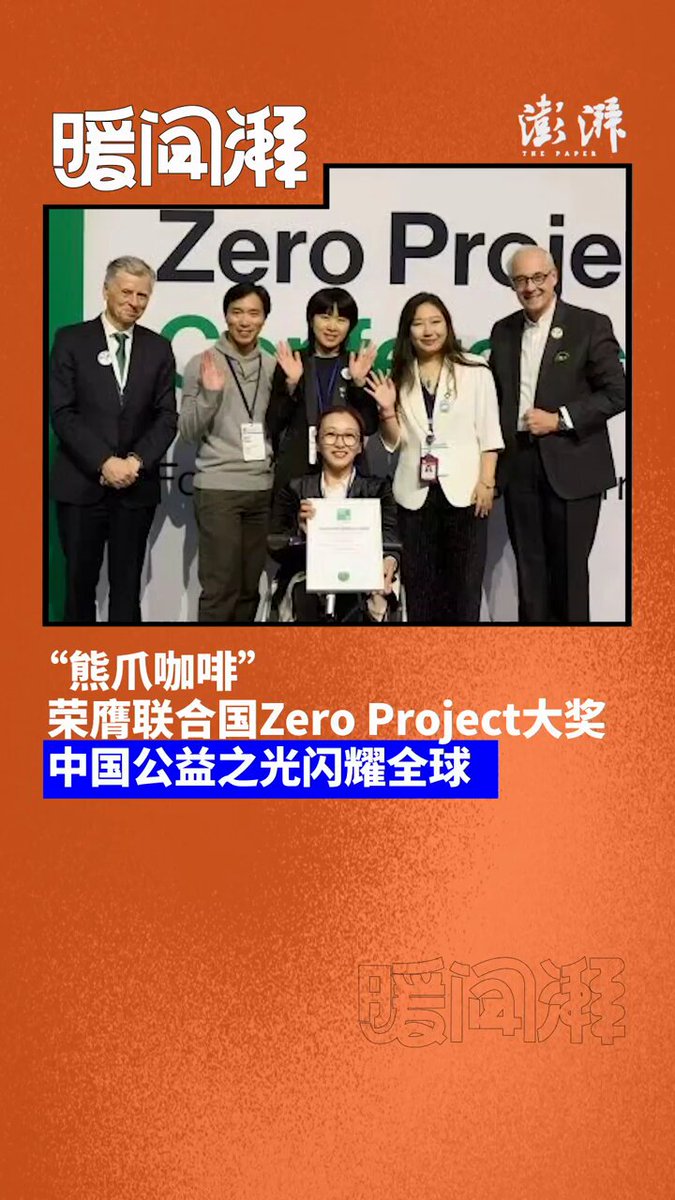 暖闻湃
澎湃
THE PAPER
Zero Proje
“熊爪咖啡”
荣膺联合国Zero Project大奖
中国公益之光闪耀全球
暖闻湃